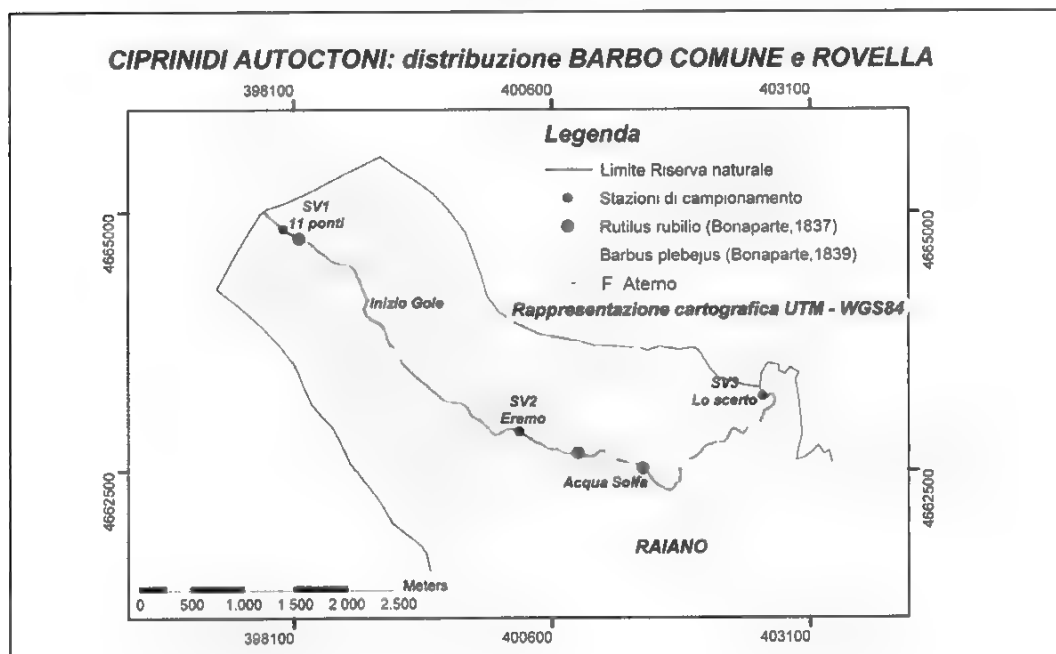 CIPRINIDI AUTOCTONI: distribuzione BARBO COMUNE e ROVELLA
398100 400600 403100
Legenda
Limite Riserva naturale
Stazioni di campionamento
Rutilus rubilio (Bonaparte,1837)
Barbus plebejus (Bonaparte,1839)
F Aterno
Rappresentazione cartografica UTM - WGS84
SV1
11 ponti
4665000
4665000
Inizio Gole
SV3
Lo scerto
SV2
Eremo
Acqua Solfa
4662500
4662500
RAIANO
Meters
0 500 1.000 1 500 2 000 2.500
398100 400600 403100